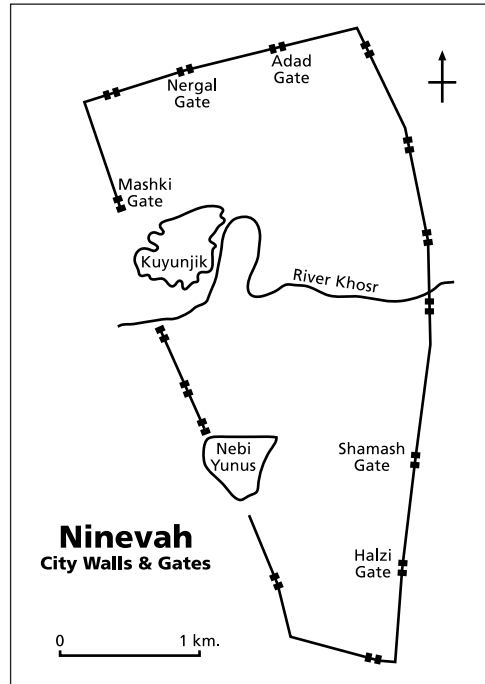 Adad
Gate
Nergal
Gate
Mashki
Gate
Kuyunjik
River Khosr
Nebi
Yunus
Shamash
Gate
Ninevah
City Walls & Gates
Halzi
Gate
0 1 km.